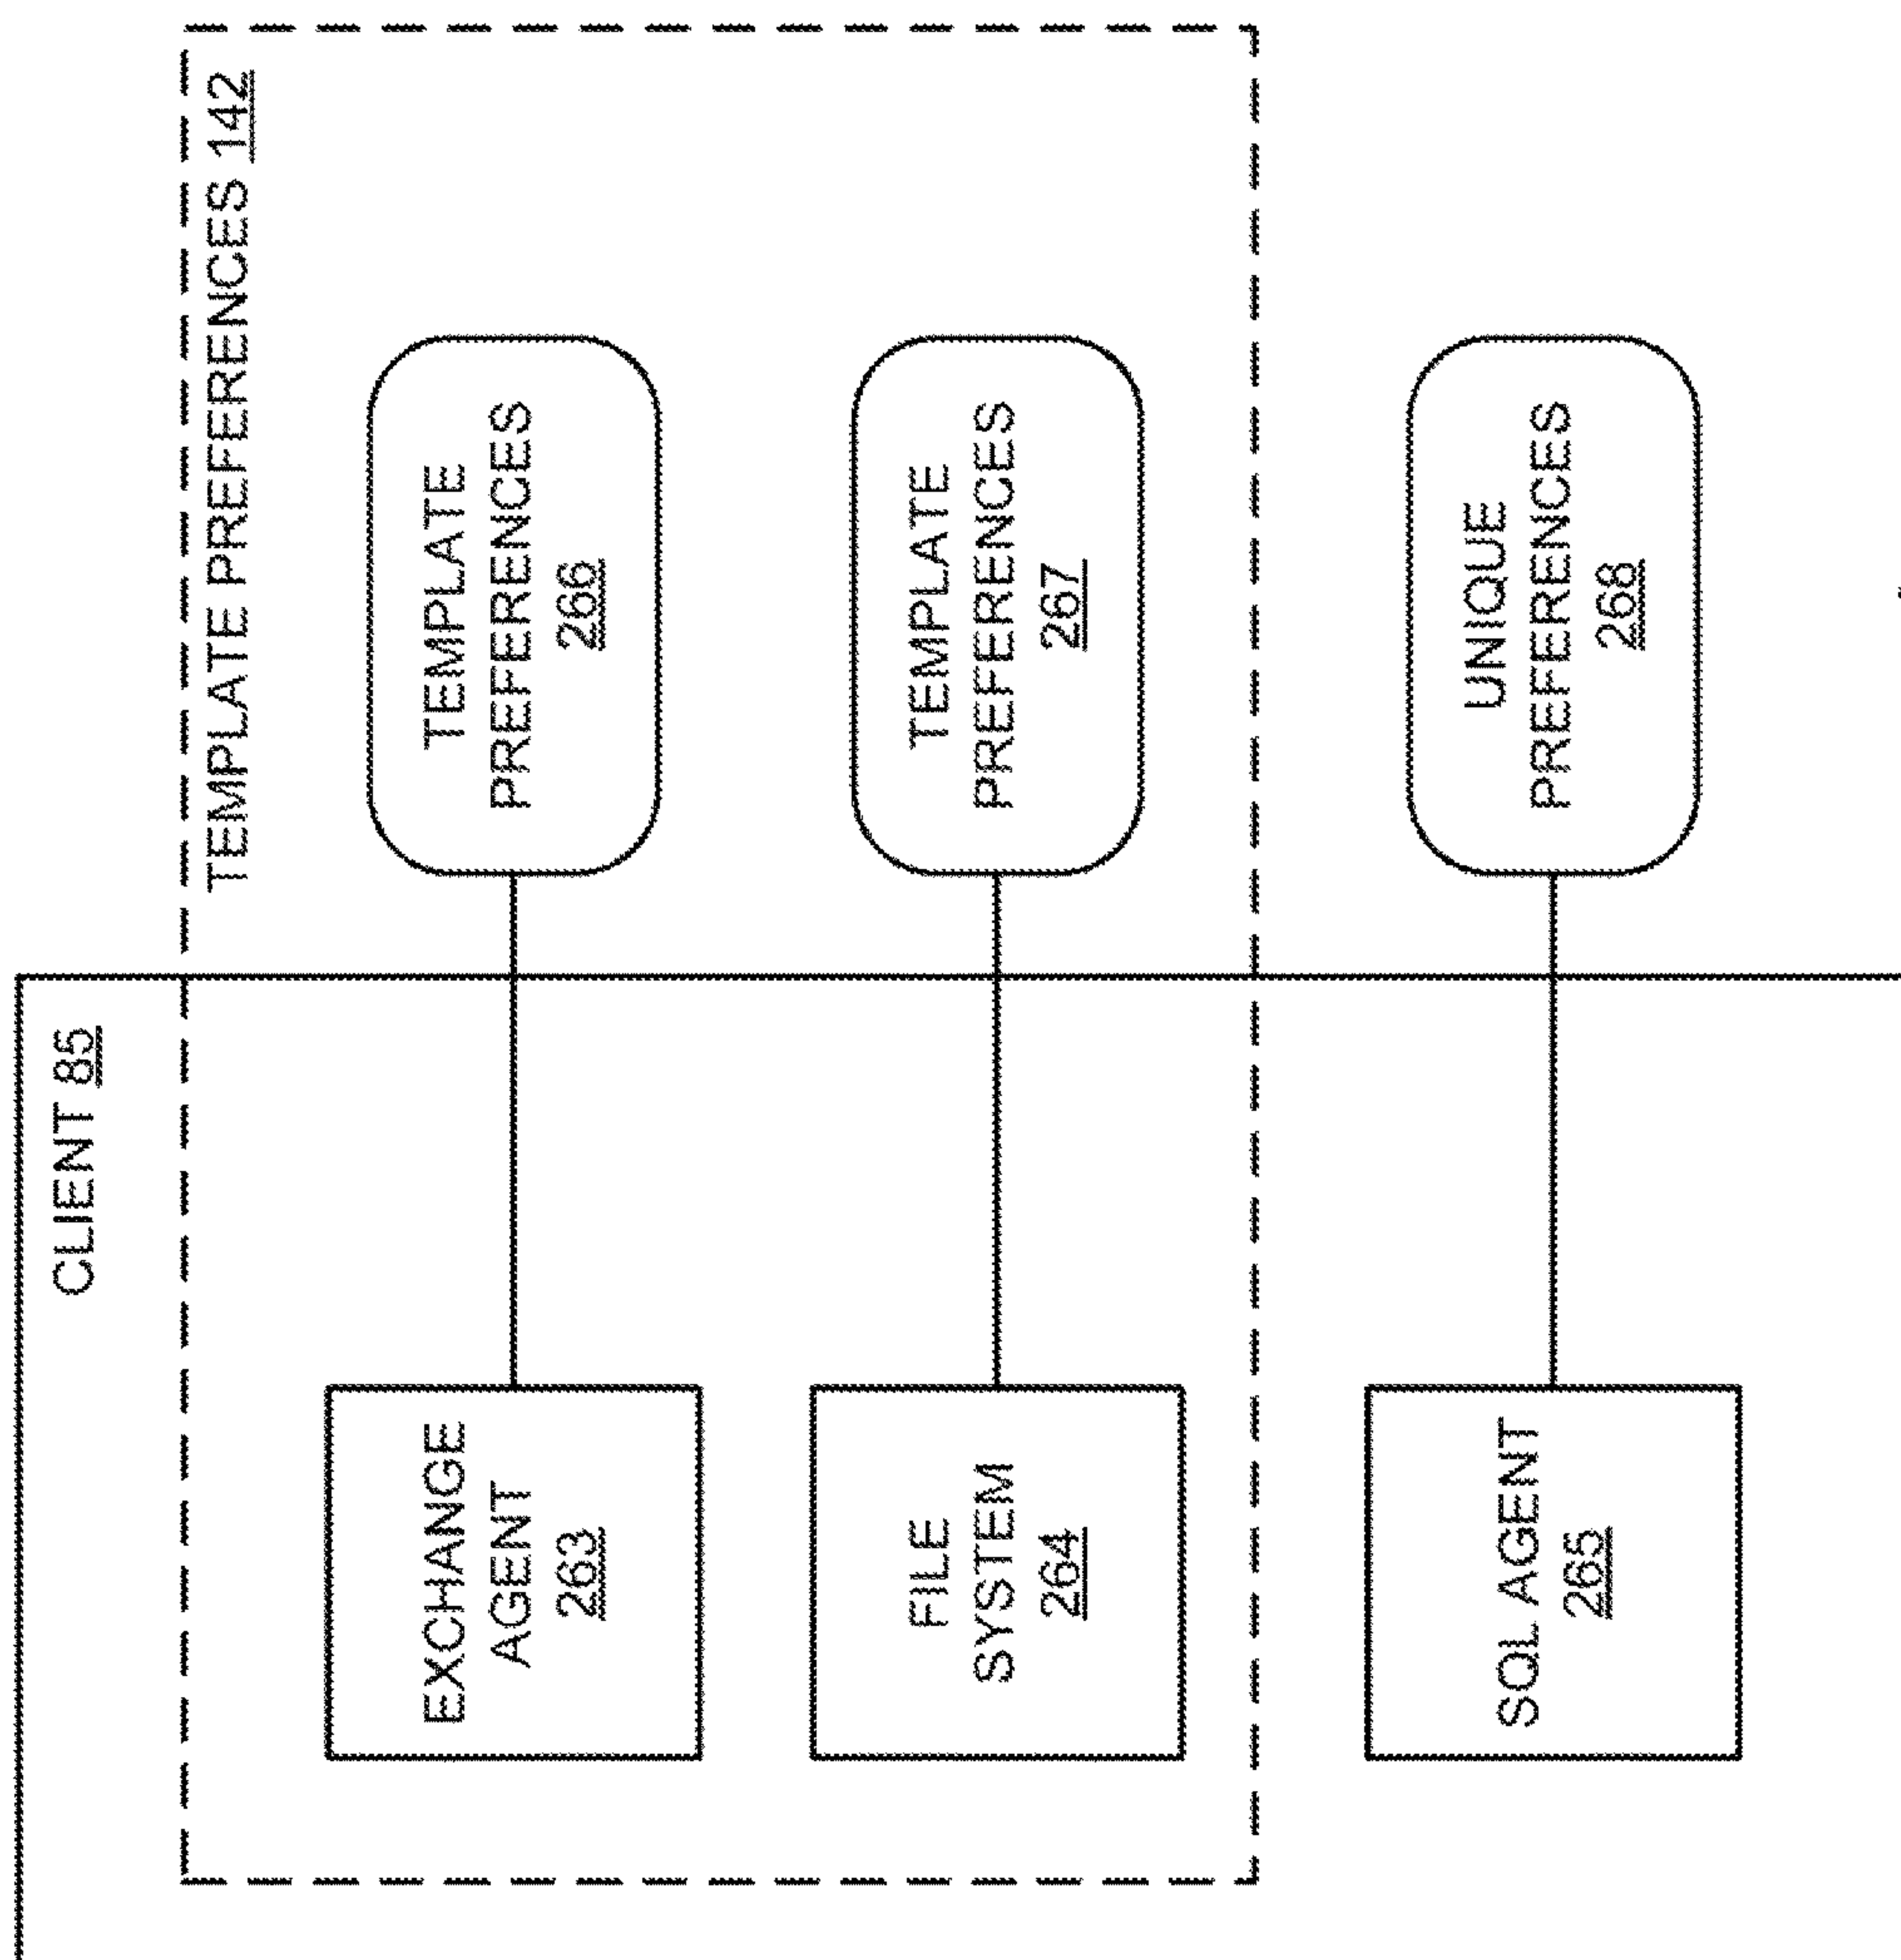 CLIENT 85
TEMPLATE PREFERENCES 142
EXCHANGE
AGENT
263
TEMPLATE
PREFERENCES
266
FILE
SYSTEM
264
TEMPLATE
PREFERENCES
267
SQL AGENT
265
UNIQUE
PREFERENCES
268